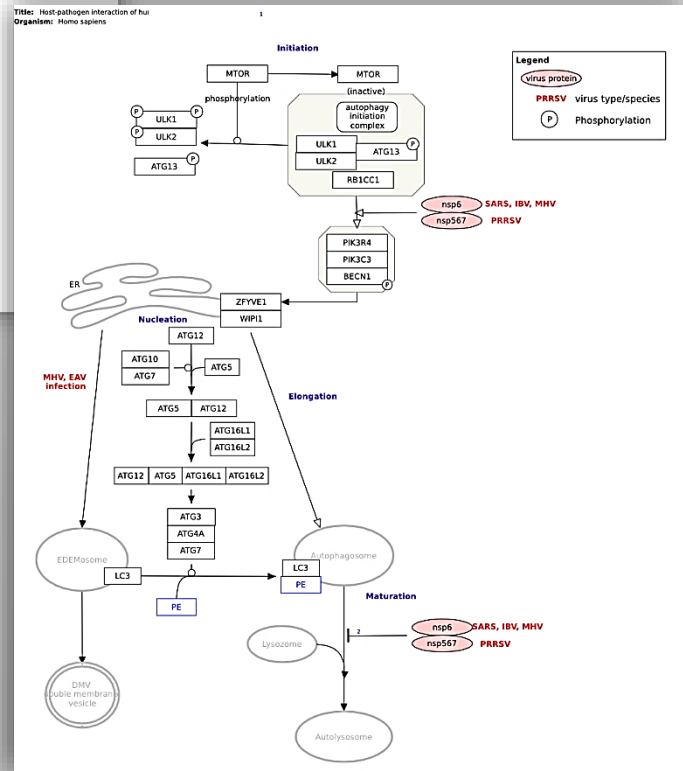 Title: Host-pathogen interaction of hu
Organism: Homo sapiens
1
Initiation
MTOR
MTOR
(inactive)
phosphorylation
autophagy
initiation
complex
P
P
ULK1
P
ULK2
P
ATG13
ULK1
ULK2
ATG13
P
RB1CC1
Legend
virus protein
PRRSV virus type/species
P Phosphorylation
nsp6 SARS, IBV, MHV
nsp567 PRRSV
PIK3R4
PIK3C3
BECN1
P
ER
ZFYVE1
WIPI1
Nucleation
ATG12
ATG10
ATG7
ATG5
MHV, EAV
infection
Elongation
ATG5 ATG12
ATG16L1
ATG16L2
ATG12 ATG5 ATG16L1 ATG16L2
ATG3
ATG4A
ATG7
EDEMosome
LC3
PE
Autophagosome
LC3
PE
Maturation
nsp6 SARS, IBV, MHV
2
nsp567 PRRSV
Lysozome
DMV
ouble membran
vesicle
Autolysosome